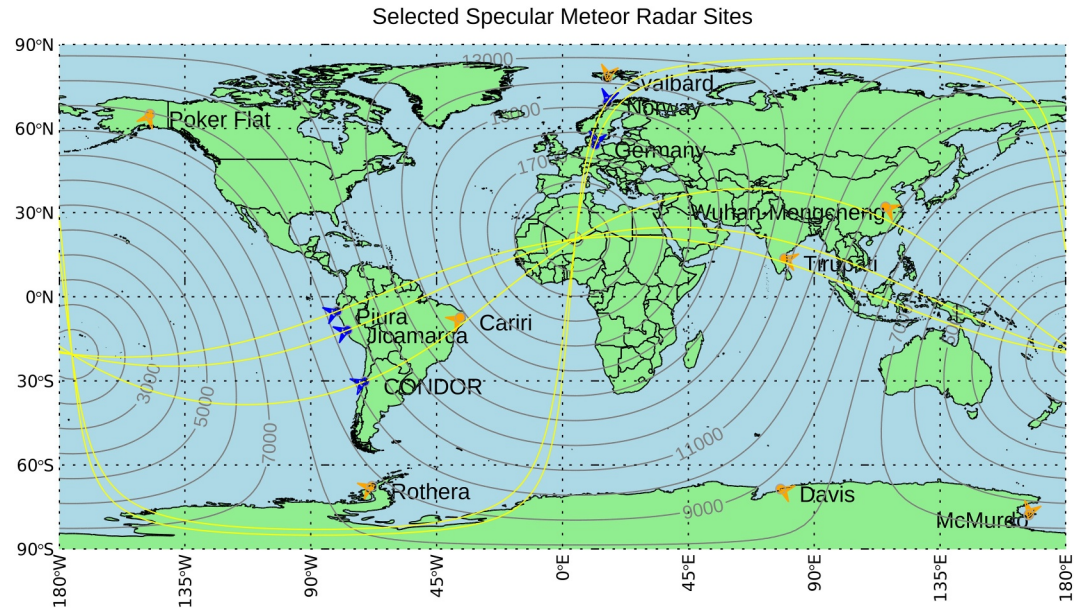 Selected Specular Meteor Radar Sites
90°N
13000
Svalbard
Norway
15000
Poker Flat
60°N
Germany
17000
30°N
Wuhan-Mengcheng
Tirupati
0°N
Piura
Cariri
Jicamarca
30°S
3000
CONDOR
5000
7000
11000
60°S
Rothera
Davis
9000
McMurdo
90°S
180°W
135°W
90°W
45°W
0°E
45°E
90°E
135°E
180°E